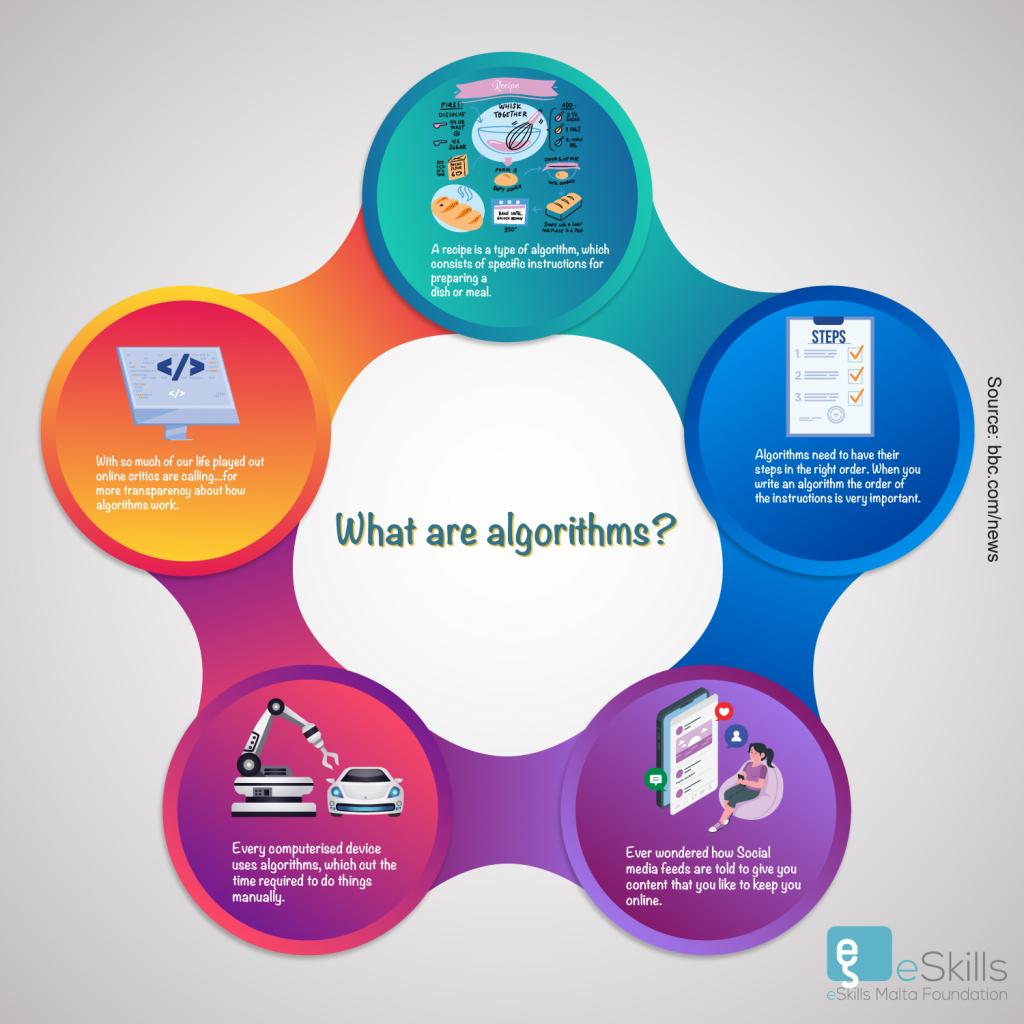 Recipe
FIRST:
DISSOLVE
WHISK
TOGETHER
ADD:
SUGAR
350°
A recipe is a type of algorithm, which
consists of specific instructions for
preparing a
dish or meal.
STEPS
1
2
3
Algorithms need to have their
steps in the right order. When you
write an algorithm the order of
the instructions is very important.
Source: bbc.com/news
</>
</>
With so much of our life played out
online critics are calling...for
more transparency about how
algorithms work.
What are algorithms?
Every computerised device
uses algorithms, which cut the
time required to do things
manually.
Ever wondered how Social
media feeds are told to give you
content that you like to keep you
online.
eSkills
eSkills Malta Foundation